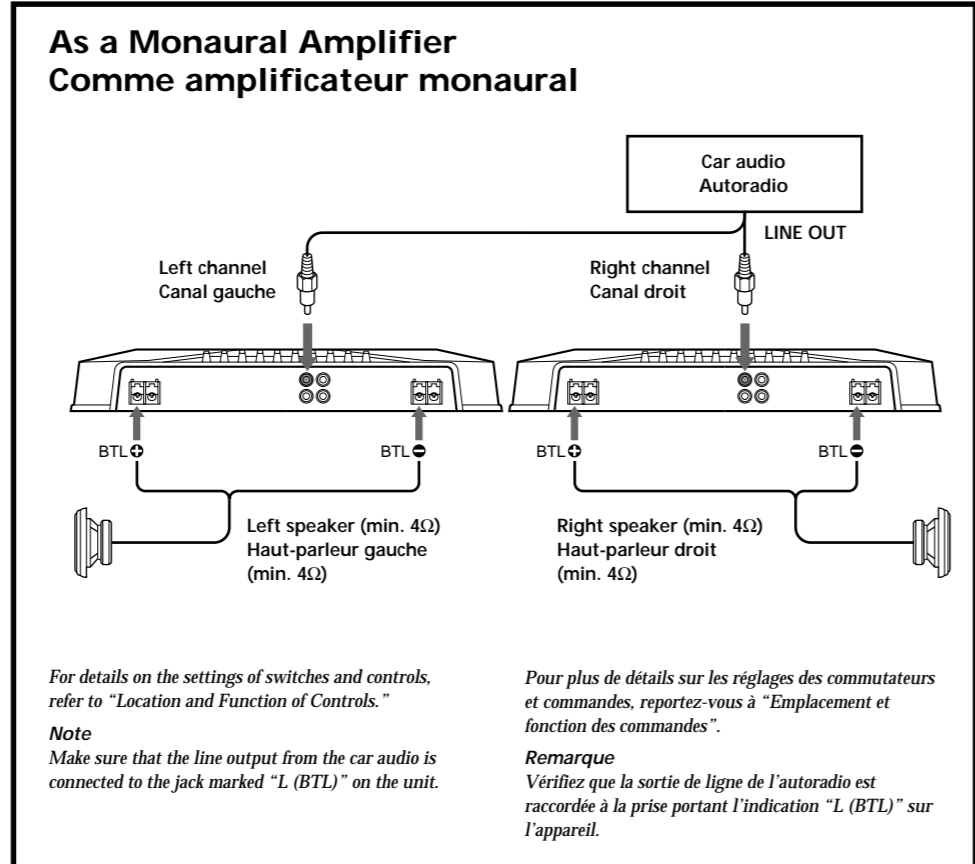 As a Monaural Amplifier
Comme amplificateur monaural
Car audio
Autoradio
LINE OUT
Left channel
Canal gauche
Right channel
Canal droit
BTL ⊕
BTL ⊖
BTL ⊕
BTL ⊖
Left speaker (min. 4Ω)
Haut-parleur gauche
(min. 4Ω)
Right speaker (min. 4Ω)
Haut-parleur droit
(min. 4Ω)
For details on the settings of switches and controls,
refer to “Location and Function of Controls.”
Note
Make sure that the line output from the car audio is
connected to the jack marked “L (BTL)” on the unit.
Pour plus de détails sur les réglages des commutateurs
et commandes, reportez-vous à “Emplacement et
fonction des commandes”.
Remarque
Vérifiez que la sortie de ligne de l’autoradio est
raccordée à la prise portant l’indication “L (BTL)” sur
l’appareil.